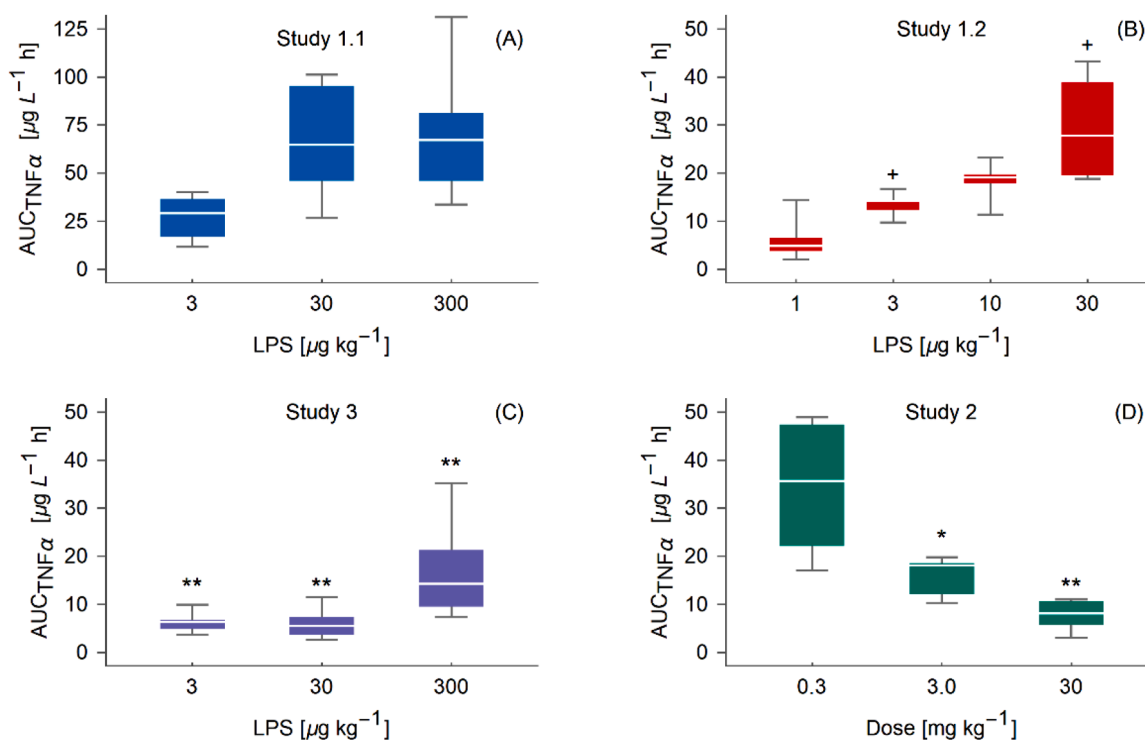 Study 1.1
(A)
AUCTNFα [µg L−1 h]
125
100
75
50
25
0
3 30 300
LPS [µg kg−1]
Study 1.2
(B)
AUCTNFα [µg L−1 h]
50
40
30
20
10
0
+
+
1 3 10 30
LPS [µg kg−1]
Study 3
(C)
AUCTNFα [µg L−1 h]
50
40
30
20
10
0
**
**
**
3 30 300
LPS [µg kg−1]
Study 2
(D)
AUCTNFα [µg L−1 h]
50
40
30
20
10
0
*
**
0.3 3.0 30
Dose [mg kg−1]